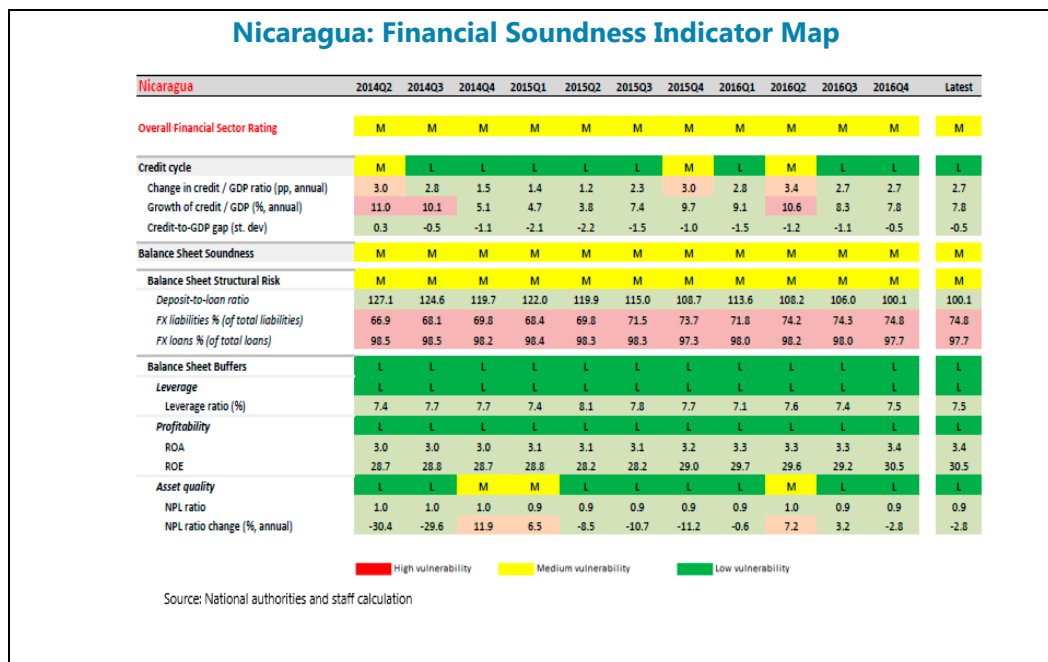 Nicaragua: Financial Soundness Indicator Map
Nicaragua 2014Q2 2014Q3 2014Q4 2015Q1 2015Q2 2015Q3 2015Q4 2016Q1 2016Q2 2016Q3 2016Q4 Latest
Overall Financial Sector Rating M M M M M M M M M M M M
Credit cycle M L L L L L M L M L L L
Change in credit / GDP ratio (pp, annual) 3.0 2.8 1.5 1.4 1.2 2.3 3.0 2.8 3.4 2.7 2.7 2.7
Growth of credit / GDP (%, annual) 11.0 10.1 5.1 4.7 3.8 7.4 9.7 9.1 10.6 8.3 7.8 7.8
Credit-to-GDP gap (st. dev) 0.3 -0.5 -1.1 -2.1 -2.2 -1.5 -1.0 -1.5 -1.2 -1.1 -0.5 -0.5
Balance Sheet Soundness M M M M M M M M M M M M
Balance Sheet Structural Risk M M M M M M M M M M M M
Deposit-to-loan ratio 127.1 124.6 119.7 122.0 119.9 115.0 108.7 113.6 108.2 106.0 100.1 100.1
FX liabilities % (of total liabilities) 66.9 68.1 69.8 68.4 69.8 71.5 73.7 71.8 74.2 74.3 74.8 74.8
FX loans % (of total loans) 98.5 98.5 98.2 98.4 98.3 98.3 97.3 98.0 98.2 98.0 97.7 97.7
Balance Sheet Buffers L L L L L L L L L L L L
Leverage L L L L L L L L L L L L
Leverage ratio (%) 7.4 7.7 7.7 7.4 8.1 7.8 7.7 7.1 7.6 7.4 7.5 7.5
Profitability L L L L L L L L L L L L
ROA 3.0 3.0 3.0 3.1 3.1 3.1 3.2 3.3 3.3 3.3 3.4 3.4
ROE 28.7 28.8 28.7 28.8 28.2 28.2 29.0 29.7 29.6 29.2 30.5 30.5
Asset quality L L M M L L L L M L L L
NPL ratio 1.0 1.0 1.0 0.9 0.9 0.9 0.9 0.9 1.0 0.9 0.9 0.9
NPL ratio change (%, annual) -30.4 -29.6 11.9 6.5 -8.5 -10.7 -11.2 -0.6 7.2 3.2 -2.8 -2.8
High vulnerability Medium vulnerability Low vulnerability
Source: National authorities and staff calculation